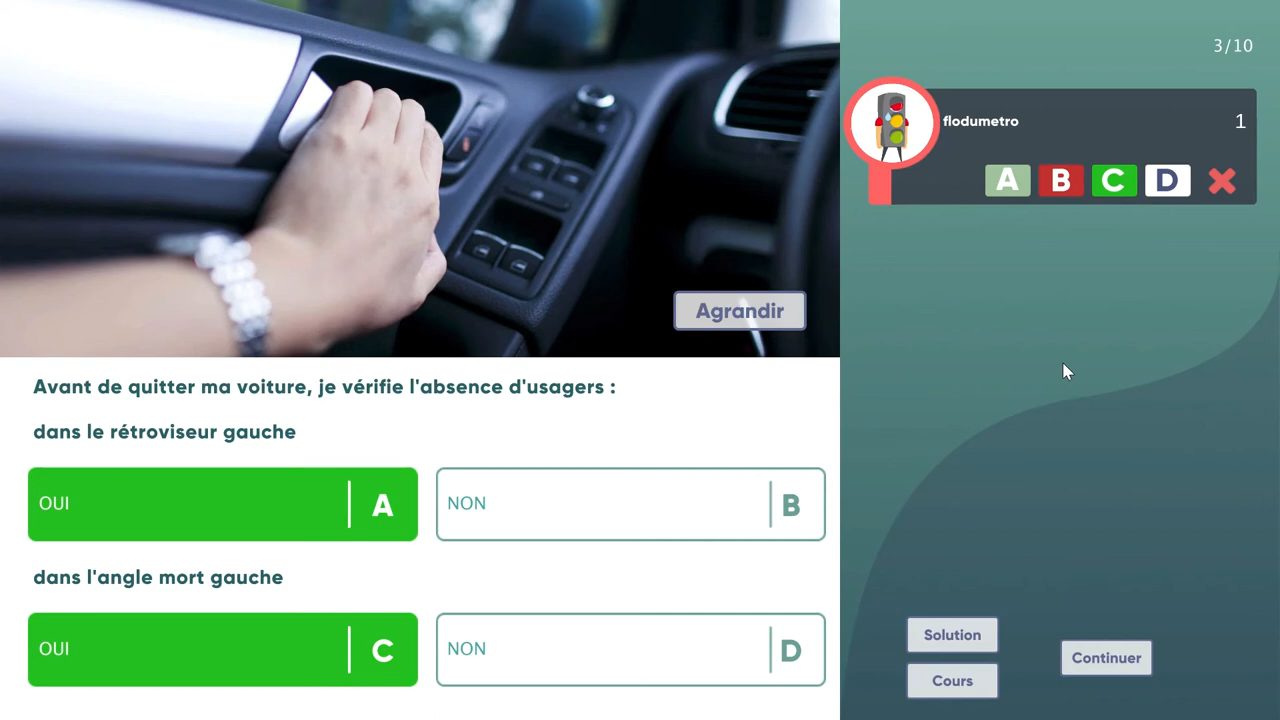 3/10
flodumetro
1
A B C D
Agrandir
Avant de quitter ma voiture, je vérifie l'absence d'usagers :
dans le rétroviseur gauche
OUI A
NON B
dans l'angle mort gauche
OUI C
NON D
Solution
Continuer
Cours